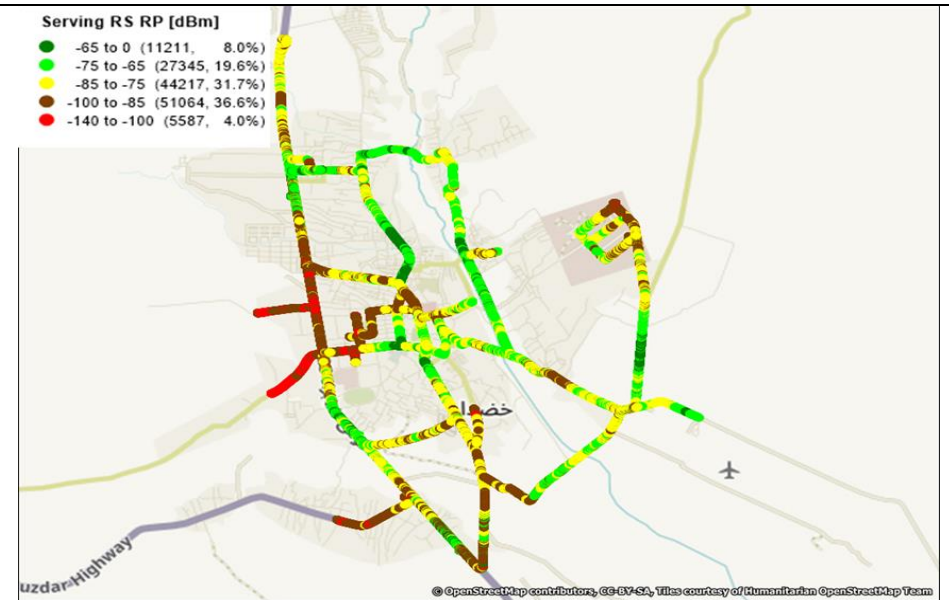 Serving RS RP [dBm]
-65 to 0 (11211, 8.0%)
-75 to -65 (27345, 19.6%)
-85 to -75 (44217, 31.7%)
-100 to -85 (51064, 36.6%)
-140 to -100 (5587, 4.0%)
uzdar Highway
© OpenStreetMap contributors, CC-BY-SA, Tiles courtesy of Humanitarian OpenStreetMap Team